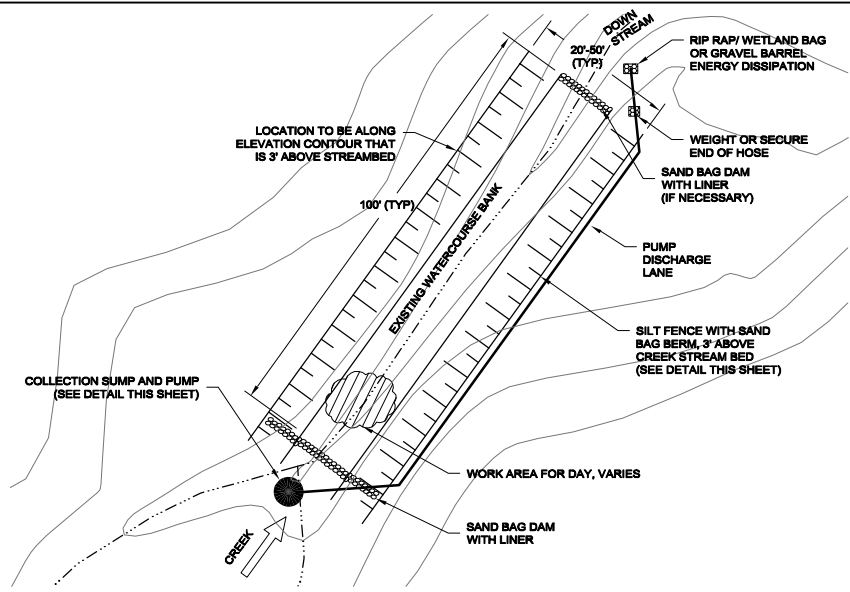 DOWN
STREAM
20'-50'
(TYP)
RIP RAP/ WETLAND BAG
OR GRAVEL BARREL
ENERGY DISSIPATION
LOCATION TO BE ALONG
ELEVATION CONTOUR THAT
IS 3' ABOVE STREAMBED
WEIGHT OR SECURE
END OF HOSE
SAND BAG DAM
WITH LINER
(IF NECESSARY)
100' (TYP)
EXISTING WATERCOURSE BANK
PUMP
DISCHARGE
LANE
SILT FENCE WITH SAND
BAG BERM, 3' ABOVE
CREEK STREAM BED
(SEE DETAIL THIS SHEET)
COLLECTION SUMP AND PUMP
(SEE DETAIL THIS SHEET)
WORK AREA FOR DAY, VARIES
SAND BAG DAM
WITH LINER
CREEK